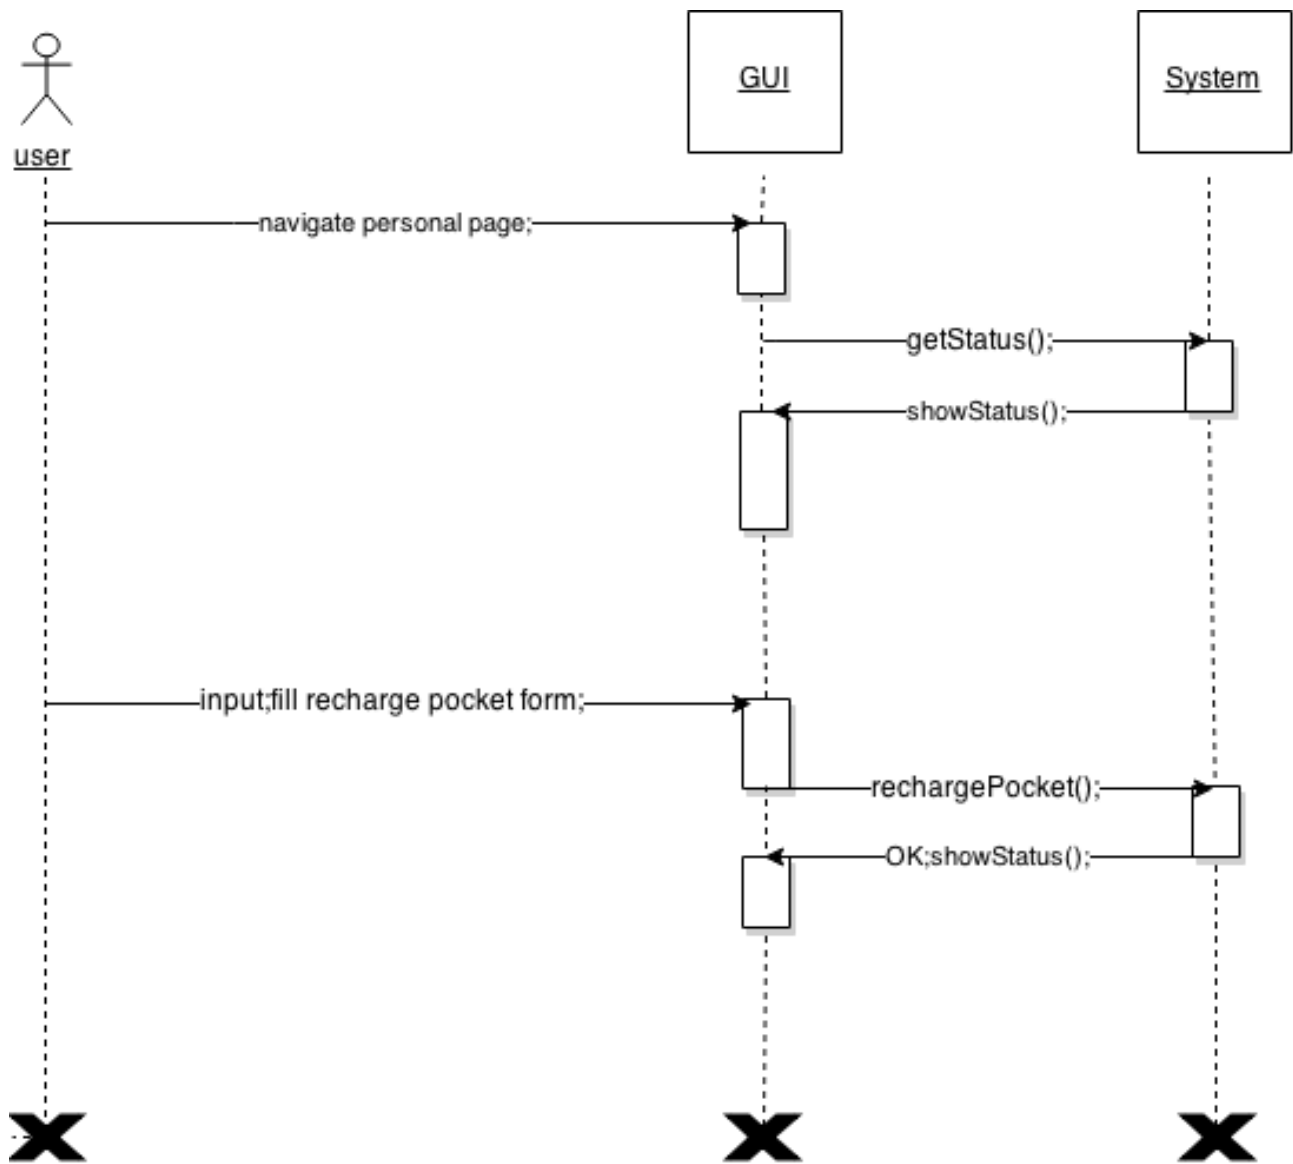 GUI
System
user
navigate personal page;
getStatus();
showStatus();
input;fill recharge pocket form;
rechargePocket();
OK;showStatus();